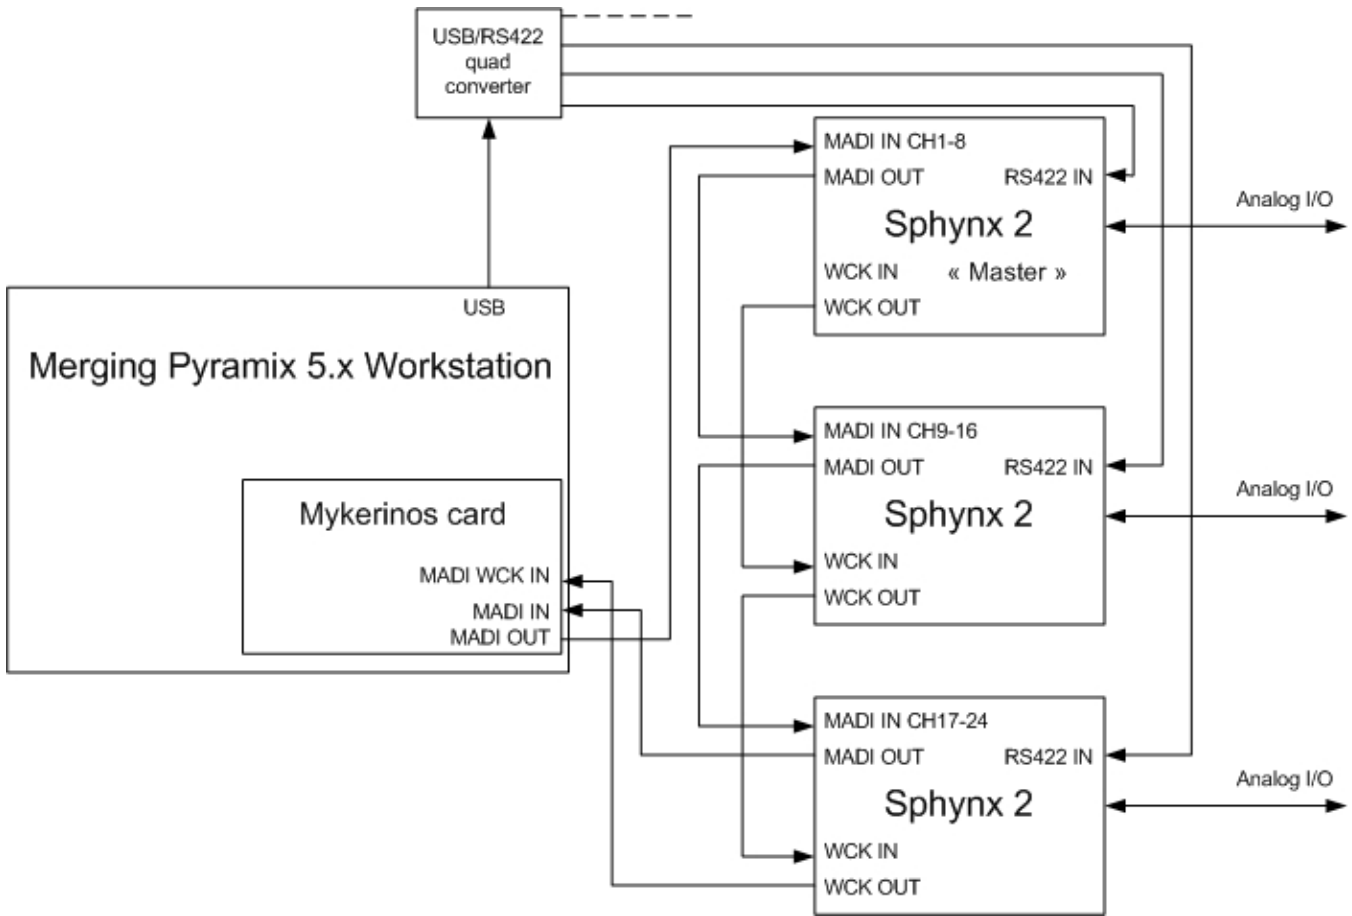 USB/RS422
quad
converter
MADI IN CH1-8
MADI OUT
RS422 IN
Analog I/O
Sphynx 2
WCK IN
« Master »
WCK OUT
USB
Merging Pyramix 5.x Workstation
MADI IN CH9-16
MADI OUT
RS422 IN
Analog I/O
Sphynx 2
WCK IN
WCK OUT
Mykerinos card
MADI WCK IN
MADI IN
MADI OUT
MADI IN CH17-24
MADI OUT
RS422 IN
Analog I/O
Sphynx 2
WCK IN
WCK OUT